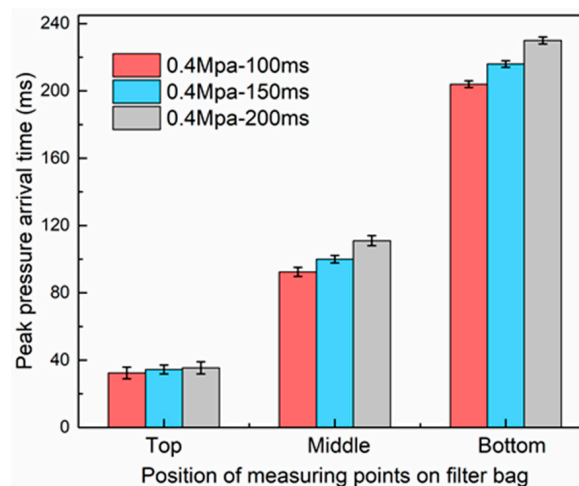 Peak pressure arrival time (ms)
240
200
160
120
80
40
0
0.4Mpa-100ms
0.4Mpa-150ms
0.4Mpa-200ms
Top Middle Bottom
Position of measuring points on filter bag